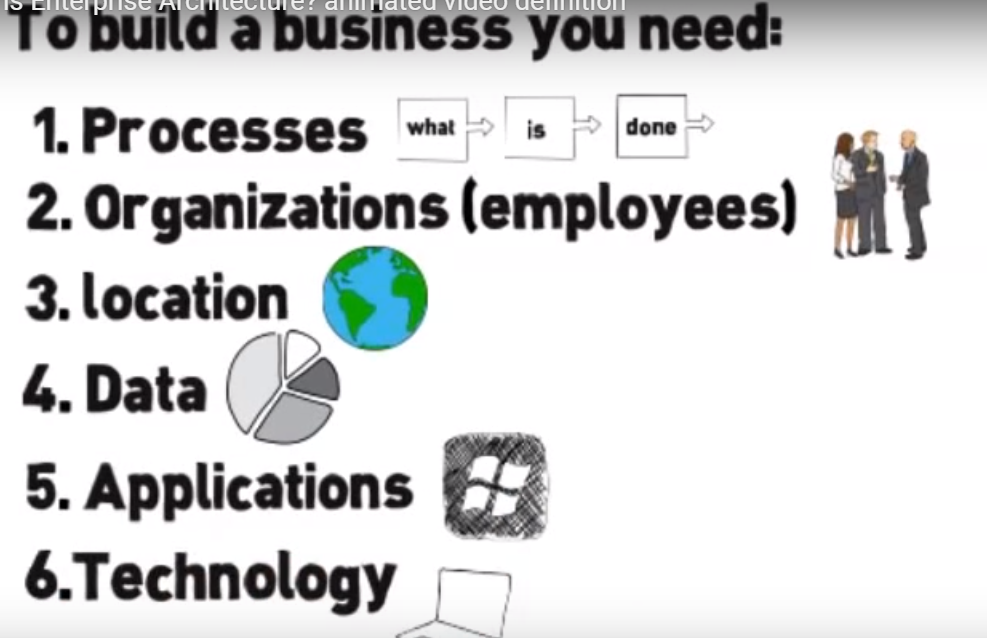 is Enterprise Architecture? animated video definition
To build a business you need:
1. Processes what is done
2. Organizations (employees)
3. location
4. Data
5. Applications
6.Technology